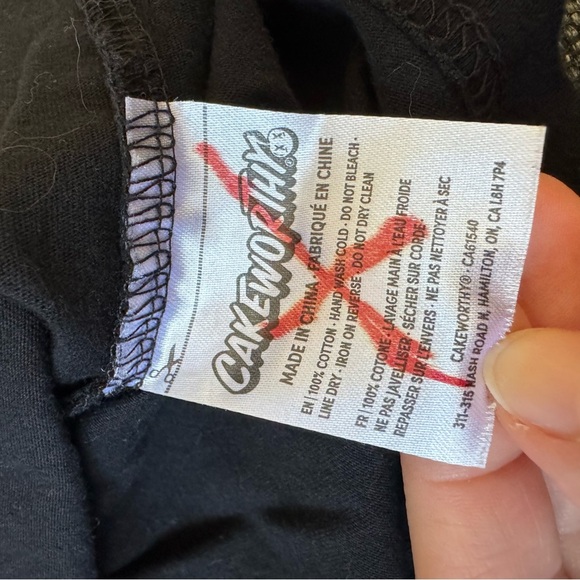 CAKEWORTHY
MADE IN CHINA · FABRIQUÉ EN CHINE
EN | 100% COTTON · HAND WASH COLD · DO NOT BLEACH ·
LINE DRY · IRON ON REVERSE · DO NOT DRY CLEAN
FR | 100% COTONE · LAVAGE MAIN À L'EAU FROIDE
NE PAS JAVELLISER · SÉCHER SUR CORDE ·
REPASSER SUR L'ENVERS · NE PAS NETTOYER À SEC
CAKEWORTHY® · CA61540
311-315 NASH ROAD N, HAMILTON, ON, CA L8H 7P4